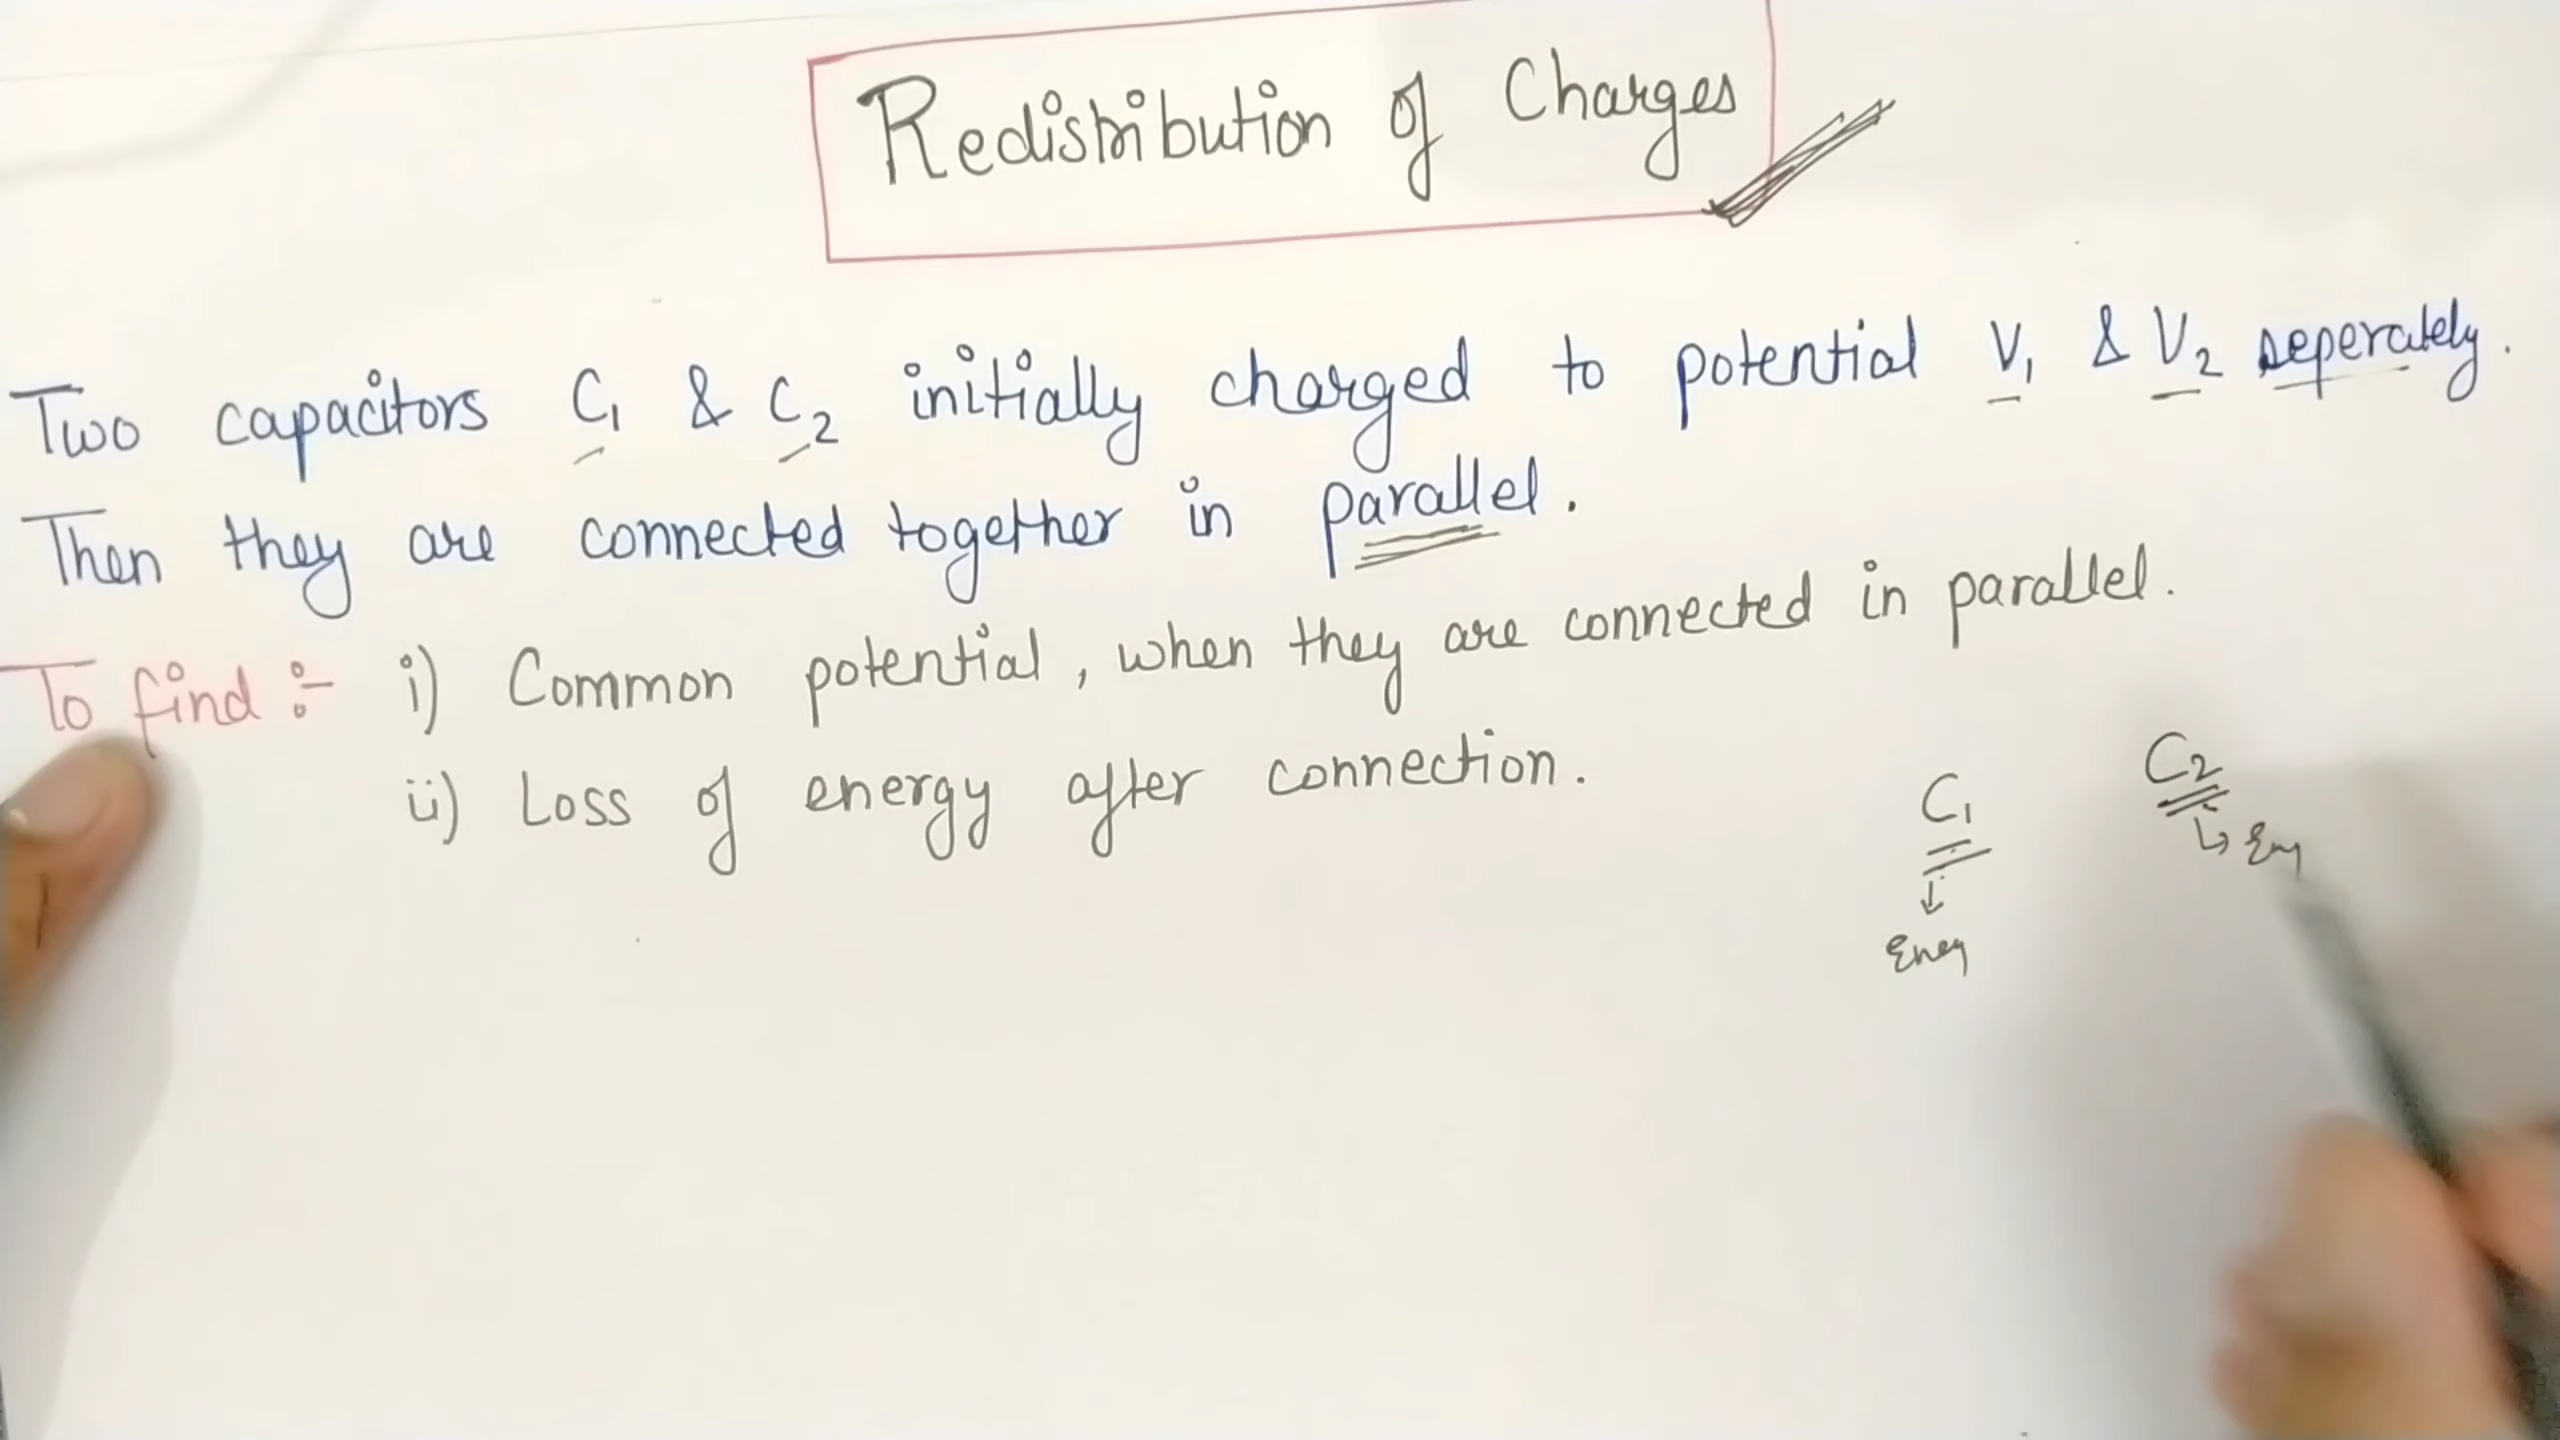 Redistribution of Charges
Two capacitors C₁ & C₂ initially charged to potential V₁ & V₂ seperately.
Then they are connected together in parallel.
To find :- i) Common potential, when they are connected in parallel.
ii) Loss of energy after connection.
C₁ C₂
↓ ↳